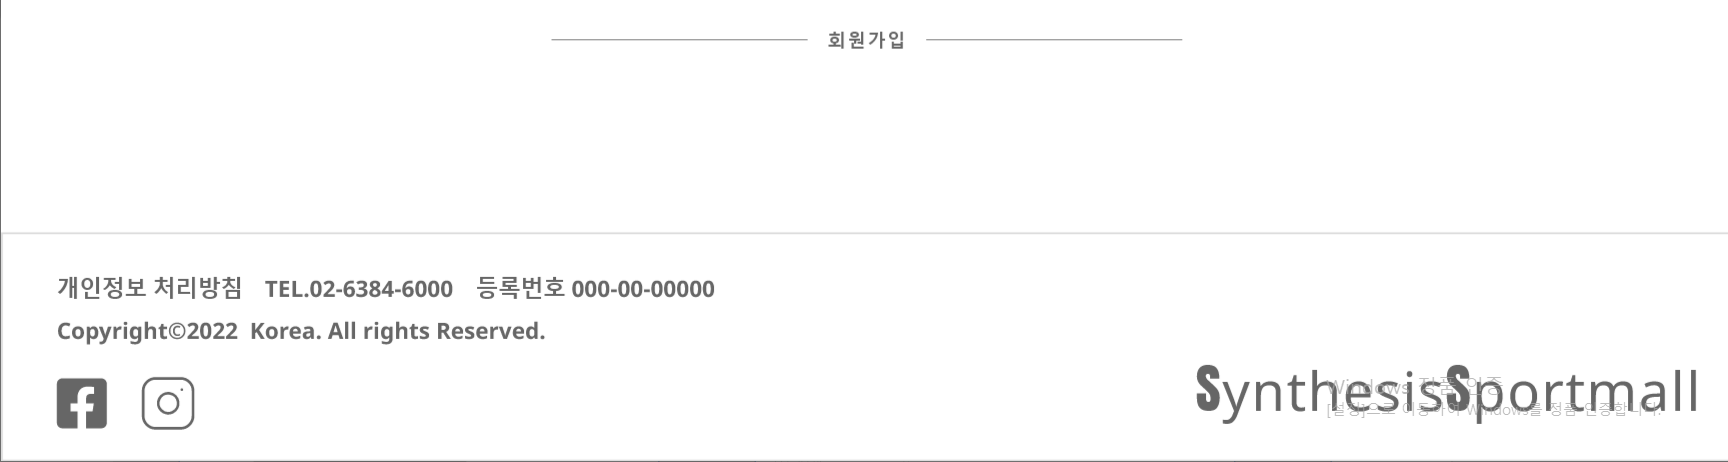 회원가입
개인정보 처리방침 TEL.02-6384-6000 등록번호 000-00-00000
Copyright©2022 Korea. All rights Reserved.
SynthesisSportmall
Windows 정품 인증
[설정]으로 이동하여 Windows를 정품 인증합니다.